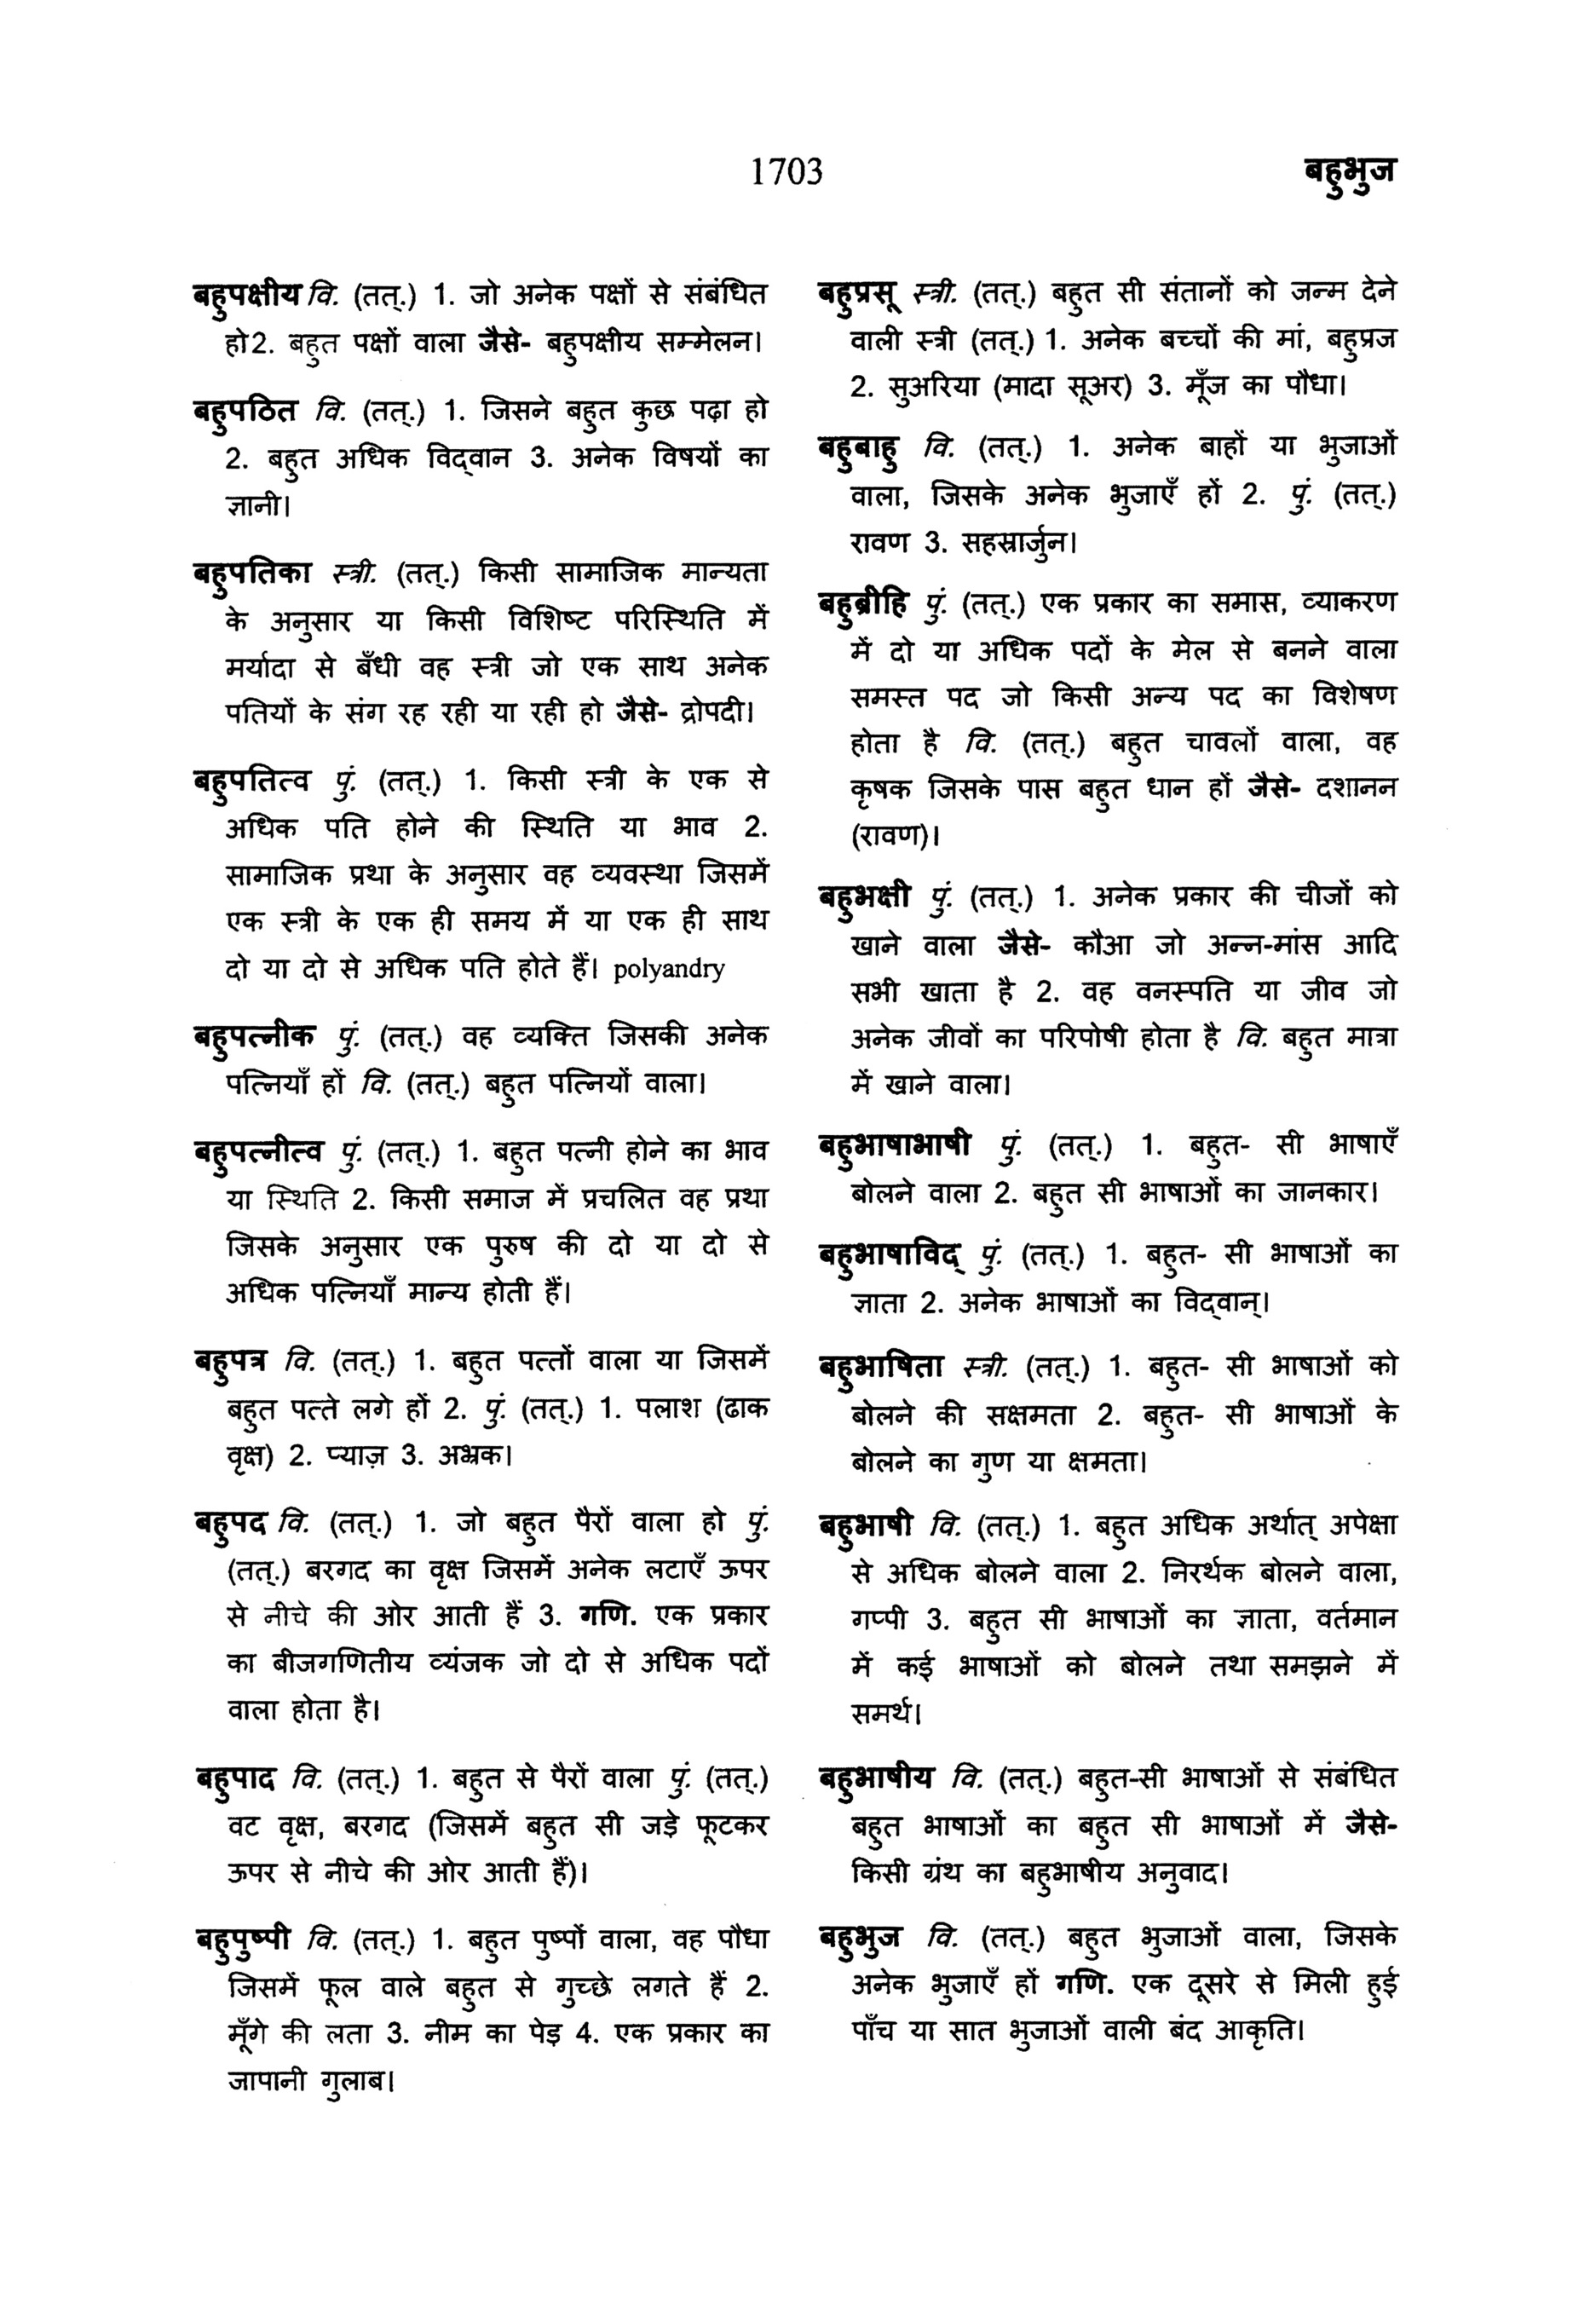 1703
बहुभुज
बहुपक्षीय वि. (तत्.) 1. जो अनेक पक्षों से संबंधित
हो2. बहुत पक्षों वाला जैसे- बहुपक्षीय सम्मेलन।
बहुपठित वि. (तत्.) 1. जिसने बहुत कुछ पढ़ा हो
2. बहुत अधिक विद्‌वान 3. अनेक विषयों का
ज्ञानी।
बहुपतिका स्त्री. (तत्.) किसी सामाजिक मान्यता
के अनुसार या किसी विशिष्ट परिस्थिति में
मर्यादा से बँधी वह स्त्री जो एक साथ अनेक
पतियों के संग रह रही या रही हो जैसे- द्रोपदी।
बहुपतित्व पुं. (तत्.) 1. किसी स्त्री के एक से
अधिक पति होने की स्थिति या भाव 2.
सामाजिक प्रथा के अनुसार वह व्यवस्था जिसमें
एक स्त्री के एक ही समय में या एक ही साथ
दो या दो से अधिक पति होते हैं। polyandry
बहुपत्नीक पुं. (तत्.) वह व्यक्ति जिसकी अनेक
पत्नियाँ हों वि. (तत्.) बहुत पत्नियों वाला।
बहुपत्नीत्व पुं. (तत्.) 1. बहुत पत्नी होने का भाव
या स्थिति 2. किसी समाज में प्रचलित वह प्रथा
जिसके अनुसार एक पुरुष की दो या दो से
अधिक पत्नियाँ मान्य होती हैं।
बहुपत्र वि. (तत्.) 1. बहुत पत्तों वाला या जिसमें
बहुत पत्ते लगे हों 2. पुं. (तत्.) 1. पलाश (ढाक
वृक्ष) 2. प्याज़ 3. अभ्रक।
बहुपद वि. (तत्.) 1. जो बहुत पैरों वाला हो पुं.
(तत्.) बरगद का वृक्ष जिसमें अनेक लटाएँ ऊपर
से नीचे की ओर आती हैं 3. गणि. एक प्रकार
का बीजगणितीय व्यंजक जो दो से अधिक पदों
वाला होता है।
बहुपाद वि. (तत्.) 1. बहुत से पैरों वाला पुं. (तत्.)
वट वृक्ष, बरगद (जिसमें बहुत सी जड़े फूटकर
ऊपर से नीचे की ओर आती हैं)।
बहुपुष्पी वि. (तत्.) 1. बहुत पुष्पों वाला, वह पौधा
जिसमें फूल वाले बहुत से गुच्छे लगते हैं 2.
मूँगे की लता 3. नीम का पेड़ 4. एक प्रकार का
जापानी गुलाब।
बहुप्रसू स्त्री. (तत्.) बहुत सी संतानों को जन्म देने
वाली स्त्री (तत्.) 1. अनेक बच्चों की मां, बहुप्रज
2. सुअरिया (मादा सूअर) 3. मूँज का पौधा।
बहुबाहु वि. (तत्.) 1. अनेक बाहों या भुजाओं
वाला, जिसके अनेक भुजाएँ हों 2. पुं. (तत्.)
रावण 3. सहस्रार्जुन।
बहुब्रीहि पुं. (तत्.) एक प्रकार का समास, व्याकरण
में दो या अधिक पदों के मेल से बनने वाला
समस्त पद जो किसी अन्य पद का विशेषण
होता है वि. (तत्.) बहुत चावलों वाला, वह
कृषक जिसके पास बहुत धान हों जैसे- दशानन
(रावण)।
बहुभक्षी पुं. (तत्.) 1. अनेक प्रकार की चीजों को
खाने वाला जैसे- कौआ जो अन्न-मांस आदि
सभी खाता है 2. वह वनस्पति या जीव जो
अनेक जीवों का परिपोषी होता है वि. बहुत मात्रा
में खाने वाला।
बहुभाषाभाषी पुं. (तत्.) 1. बहुत- सी भाषाएँ
बोलने वाला 2. बहुत सी भाषाओं का जानकार।
बहुभाषाविद् पुं. (तत्.) 1. बहुत- सी भाषाओं का
ज्ञाता 2. अनेक भाषाओं का विद्‌वान्।
बहुभाषिता स्त्री. (तत्.) 1. बहुत- सी भाषाओं को
बोलने की सक्षमता 2. बहुत- सी भाषाओं के
बोलने का गुण या क्षमता।
बहुभाषी वि. (तत्.) 1. बहुत अधिक अर्थात् अपेक्षा
से अधिक बोलने वाला 2. निरर्थक बोलने वाला,
गप्पी 3. बहुत सी भाषाओं का ज्ञाता, वर्तमान
में कई भाषाओं को बोलने तथा समझने में
समर्थ।
बहुभाषीय वि. (तत्.) बहुत-सी भाषाओं से संबंधित
बहुत भाषाओं का बहुत सी भाषाओं में जैसे-
किसी ग्रंथ का बहुभाषीय अनुवाद।
बहुभुज वि. (तत्.) बहुत भुजाओं वाला, जिसके
अनेक भुजाएँ हों गणि. एक दूसरे से मिली हुई
पाँच या सात भुजाओं वाली बंद आकृति।